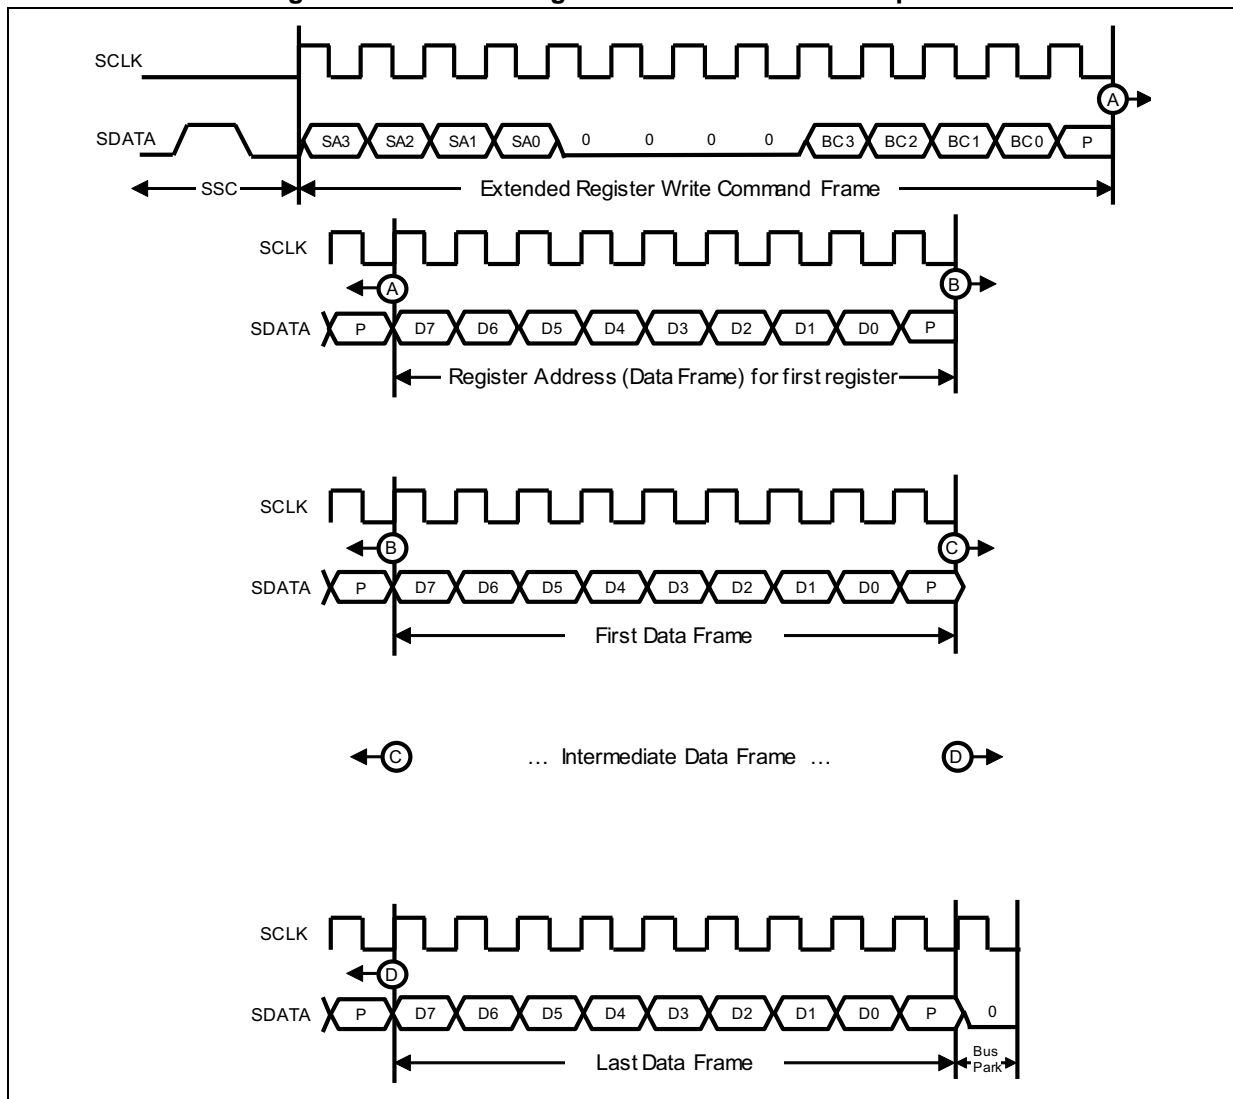 SCLK
A
SDATA SA3 SA2 SA1 SA0 0 0 0 0 BC3 BC2 BC1 BC0 P
SSC Extended Register Write Command Frame
SCLK
A B
SDATA P D7 D6 D5 D4 D3 D2 D1 D0 P
Register Address (Data Frame) for first register
SCLK
B C
SDATA P D7 D6 D5 D4 D3 D2 D1 D0 P
First Data Frame
C ... Intermediate Data Frame ... D
SCLK
D
SDATA P D7 D6 D5 D4 D3 D2 D1 D0 P 0
Last Data Frame Bus
Park